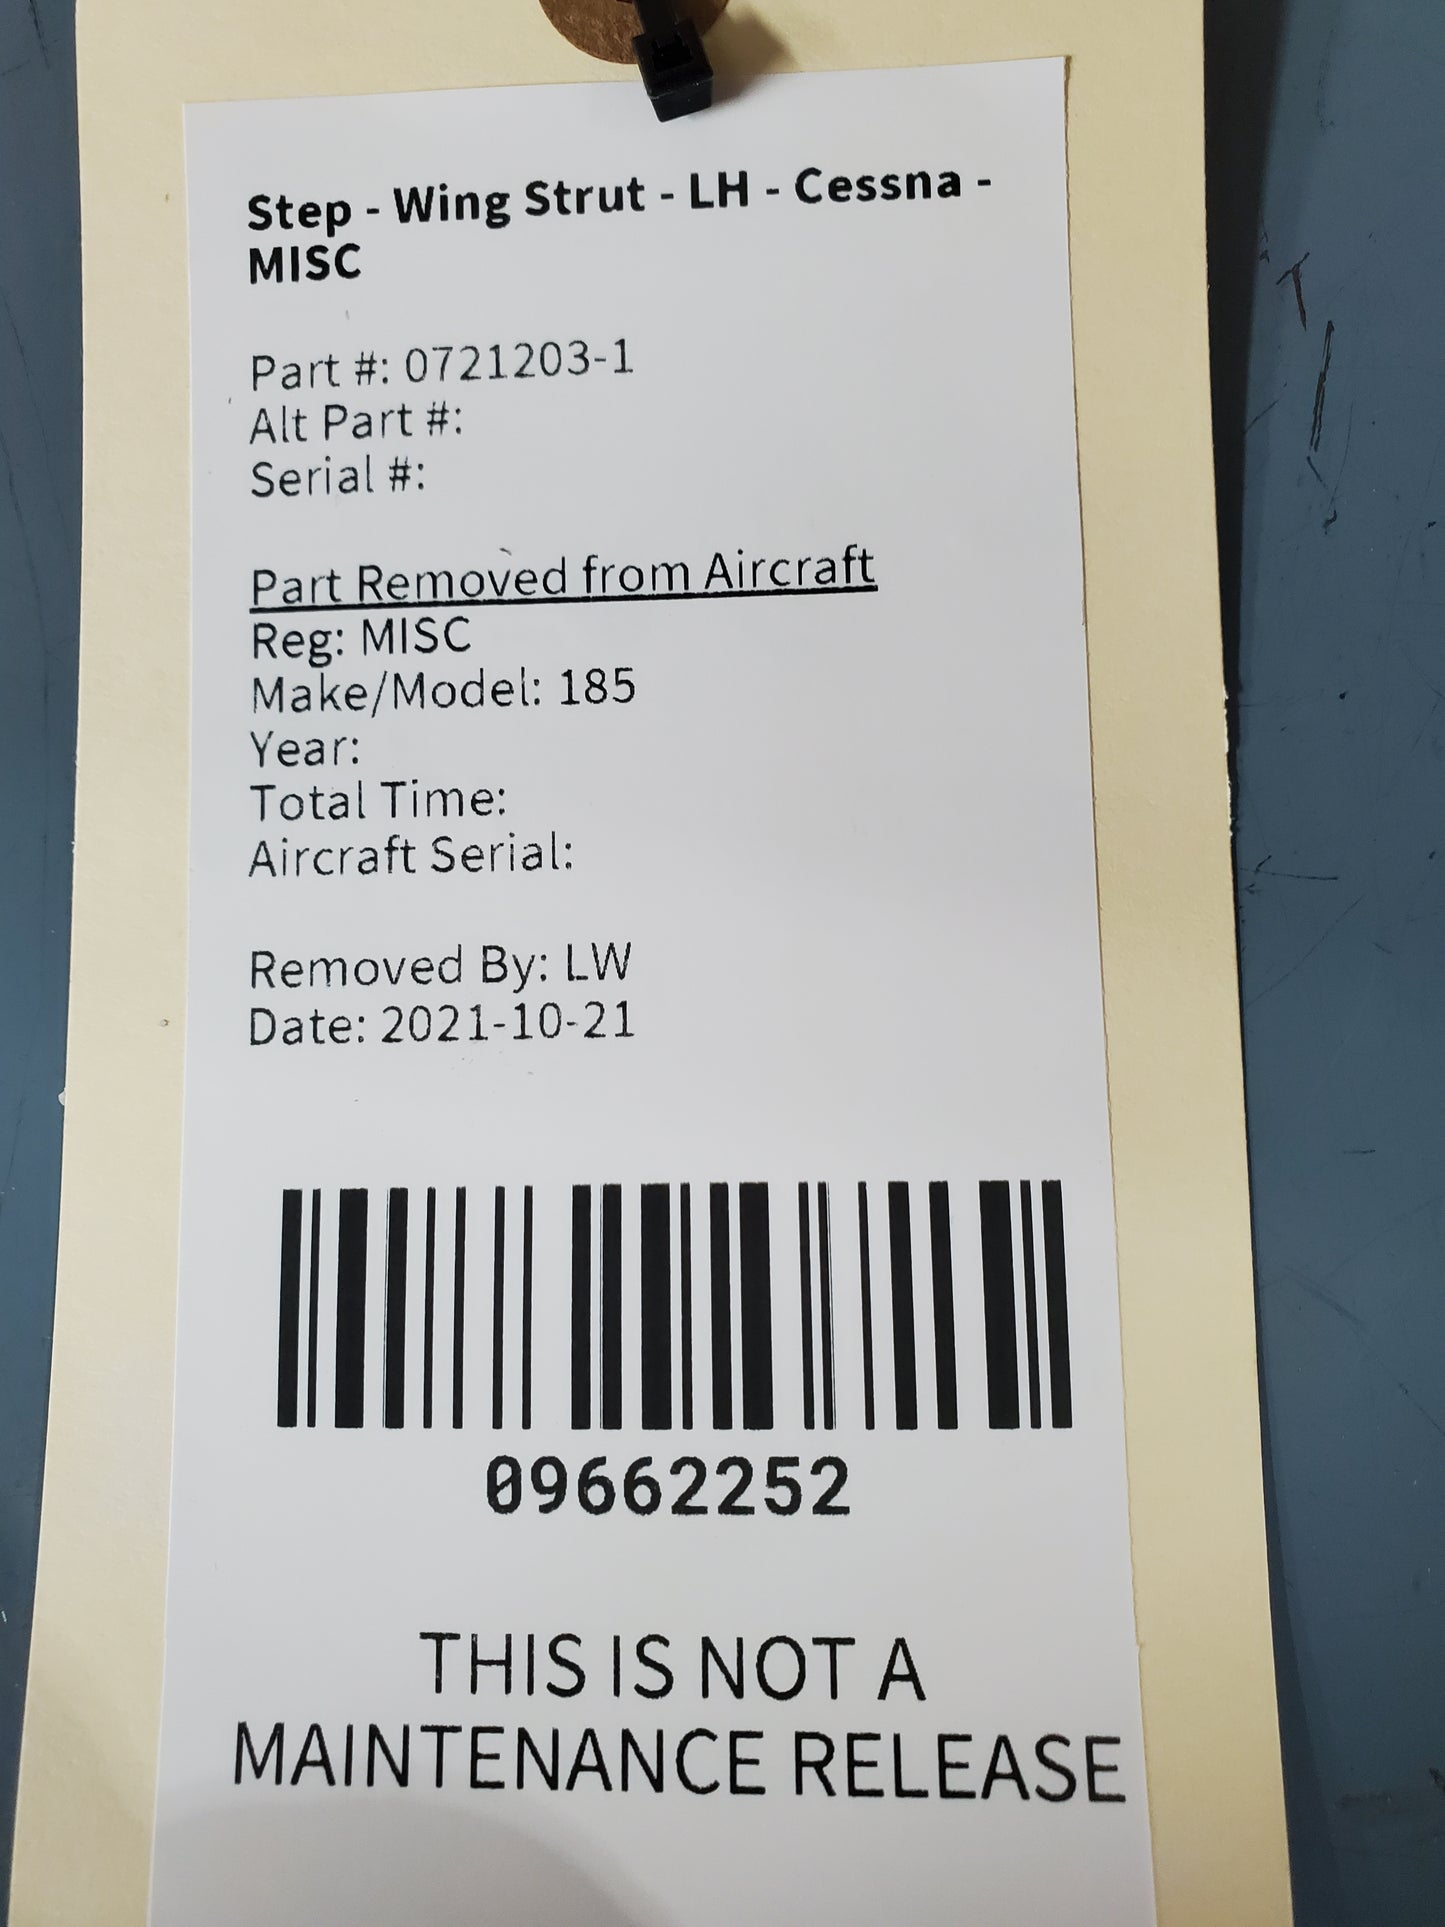 Step - Wing Strut - LH - Cessna -
MISC
Part #: 0721203-1
Alt Part #:
Serial #:
Part Removed from Aircraft
Reg: MISC
Make/Model: 185
Year:
Total Time:
Aircraft Serial:
Removed By: LW
Date: 2021-10-21
09662252
THIS IS NOT A
MAINTENANCE RELEASE